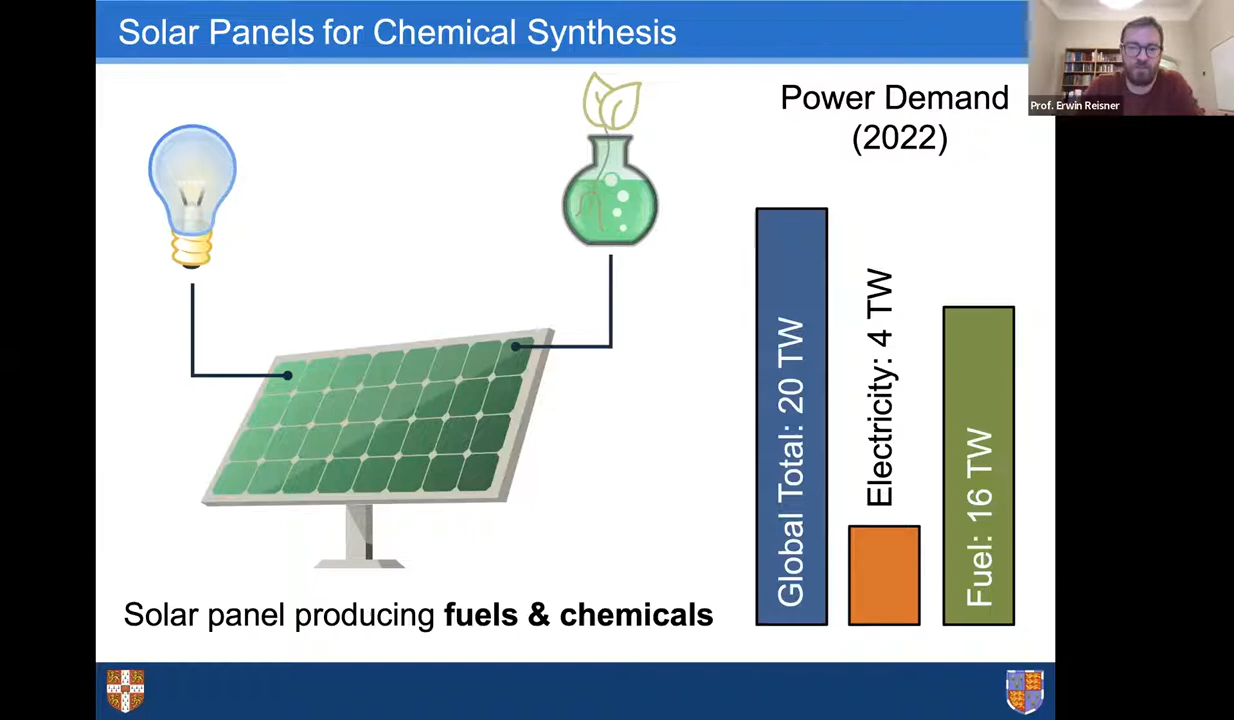 Solar Panels for Chemical Synthesis
Prof. Erwin Reisner
Power Demand
(2022)
Global Total: 20 TW
Electricity: 4 TW
Fuel: 16 TW
Solar panel producing fuels & chemicals